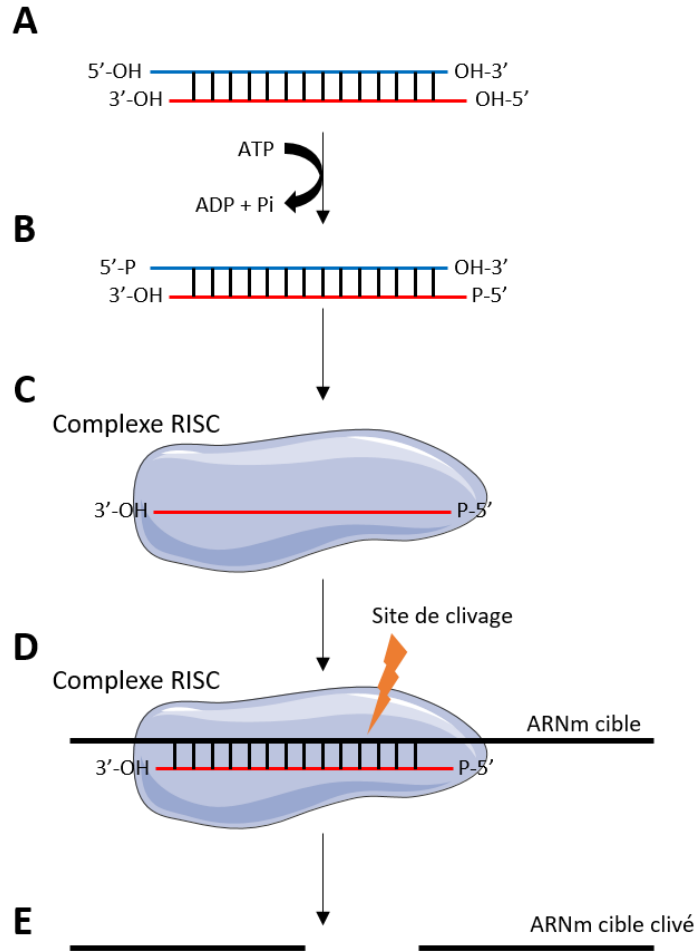 A
5’-OH OH-3’
3’-OH OH-5’
ATP
ADP + Pi
B
5’-P OH-3’
3’-OH P-5’
C
Complexe RISC
3’-OH P-5’
Site de clivage
D
Complexe RISC
ARNm cible
3’-OH P-5’
E
ARNm cible clivé